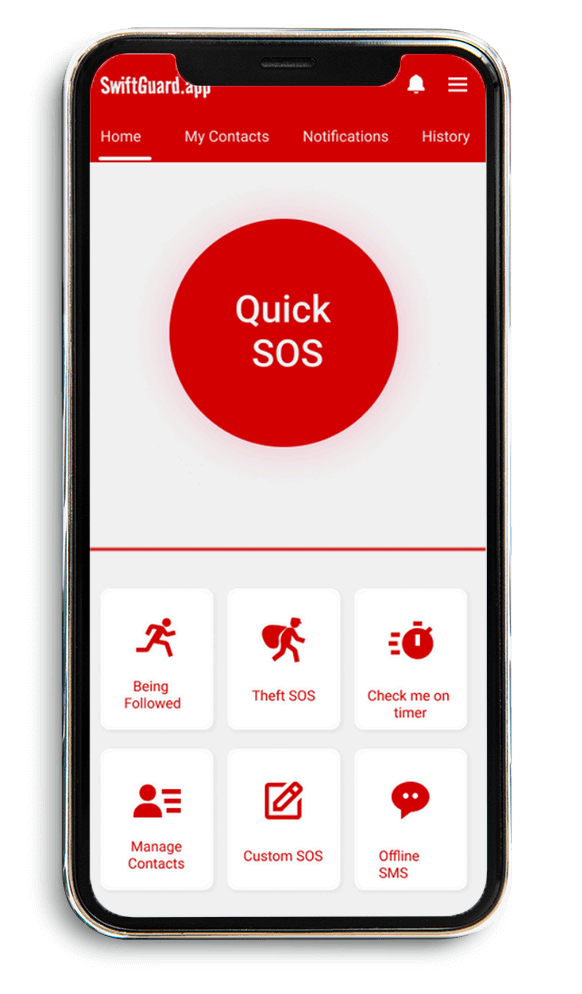 SwiftGuard.app
Home My Contacts Notifications History
Quick
SOS
Being
Followed
Theft SOS
Check me on
timer
Manage
Contacts
Custom SOS
Offline
SMS